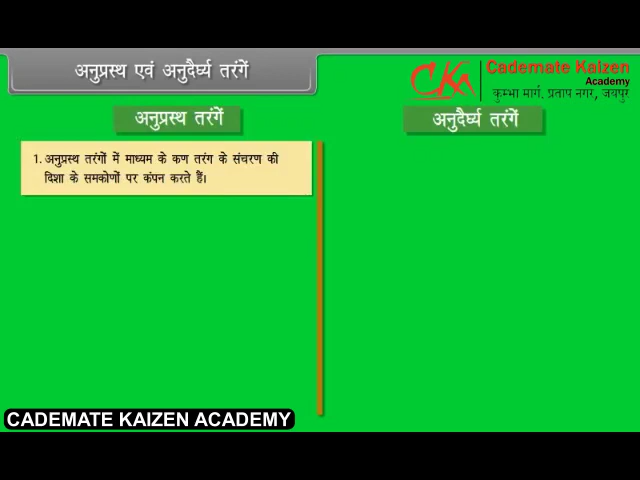 अनुप्रस्थ एवं अनुदैर्घ्य तरंगें
Cademate Kaizen
Academy
कुम्भा मार्ग. प्रताप नगर, जयपुर
CKA
अनुप्रस्थ तरंगें
अनुदैर्घ्य तरंगें
1. अनुप्रस्थ तरंगों में माध्यम के कण तरंग के संचरण की
दिशा के समकोणों पर कंपन करते हैं।
CADEMATE KAIZEN ACADEMY